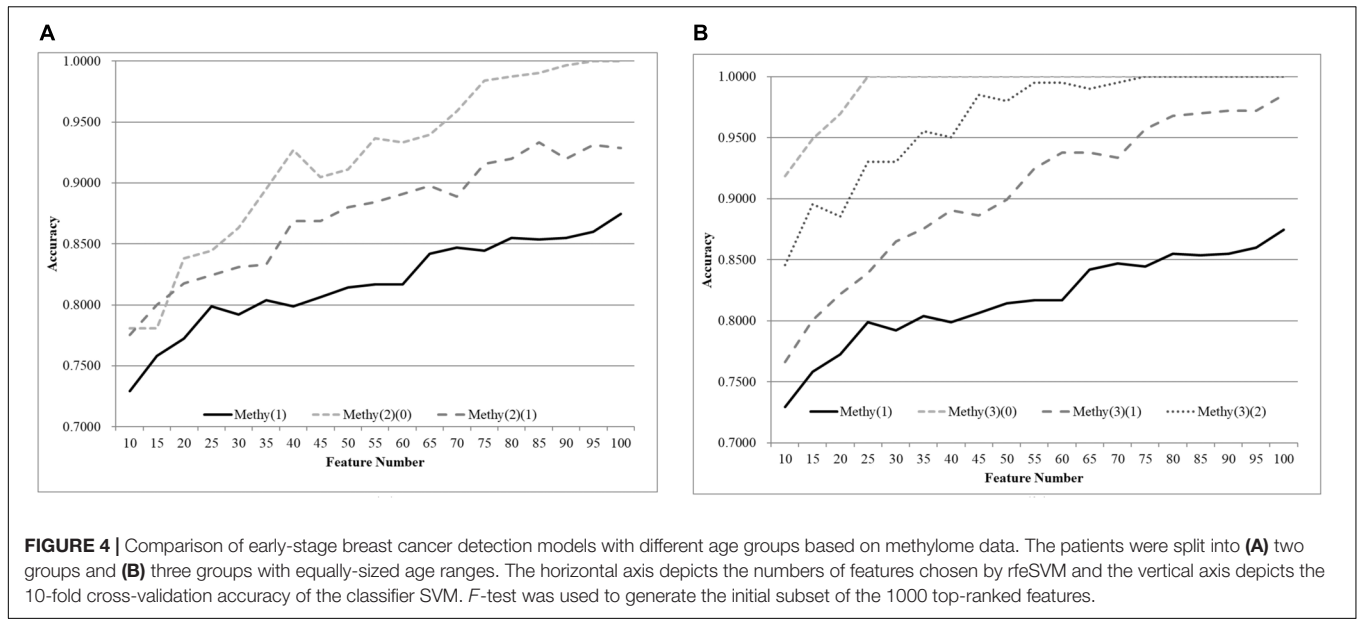 A
1.0000
0.9500
0.9000
0.8500
0.8000
0.7500
0.7000
Accuracy
Methy(1) Methy(2)(0) Methy(2)(1)
10 15 20 25 30 35 40 45 50 55 60 65 70 75 80 85 90 95 100
Feature Number
B
1.0000
0.9500
0.9000
0.8500
0.8000
0.7500
0.7000
Accuracy
Methy(1) Methy(3)(0) Methy(3)(1) Methy(3)(2)
10 15 20 25 30 35 40 45 50 55 60 65 70 75 80 85 90 95 100
Feature Number
FIGURE 4 | Comparison of early-stage breast cancer detection models with different age groups based on methylome data. The patients were split into (A) two
groups and (B) three groups with equally-sized age ranges. The horizontal axis depicts the numbers of features chosen by rfeSVM and the vertical axis depicts the
10-fold cross-validation accuracy of the classifier SVM. F-test was used to generate the initial subset of the 1000 top-ranked features.